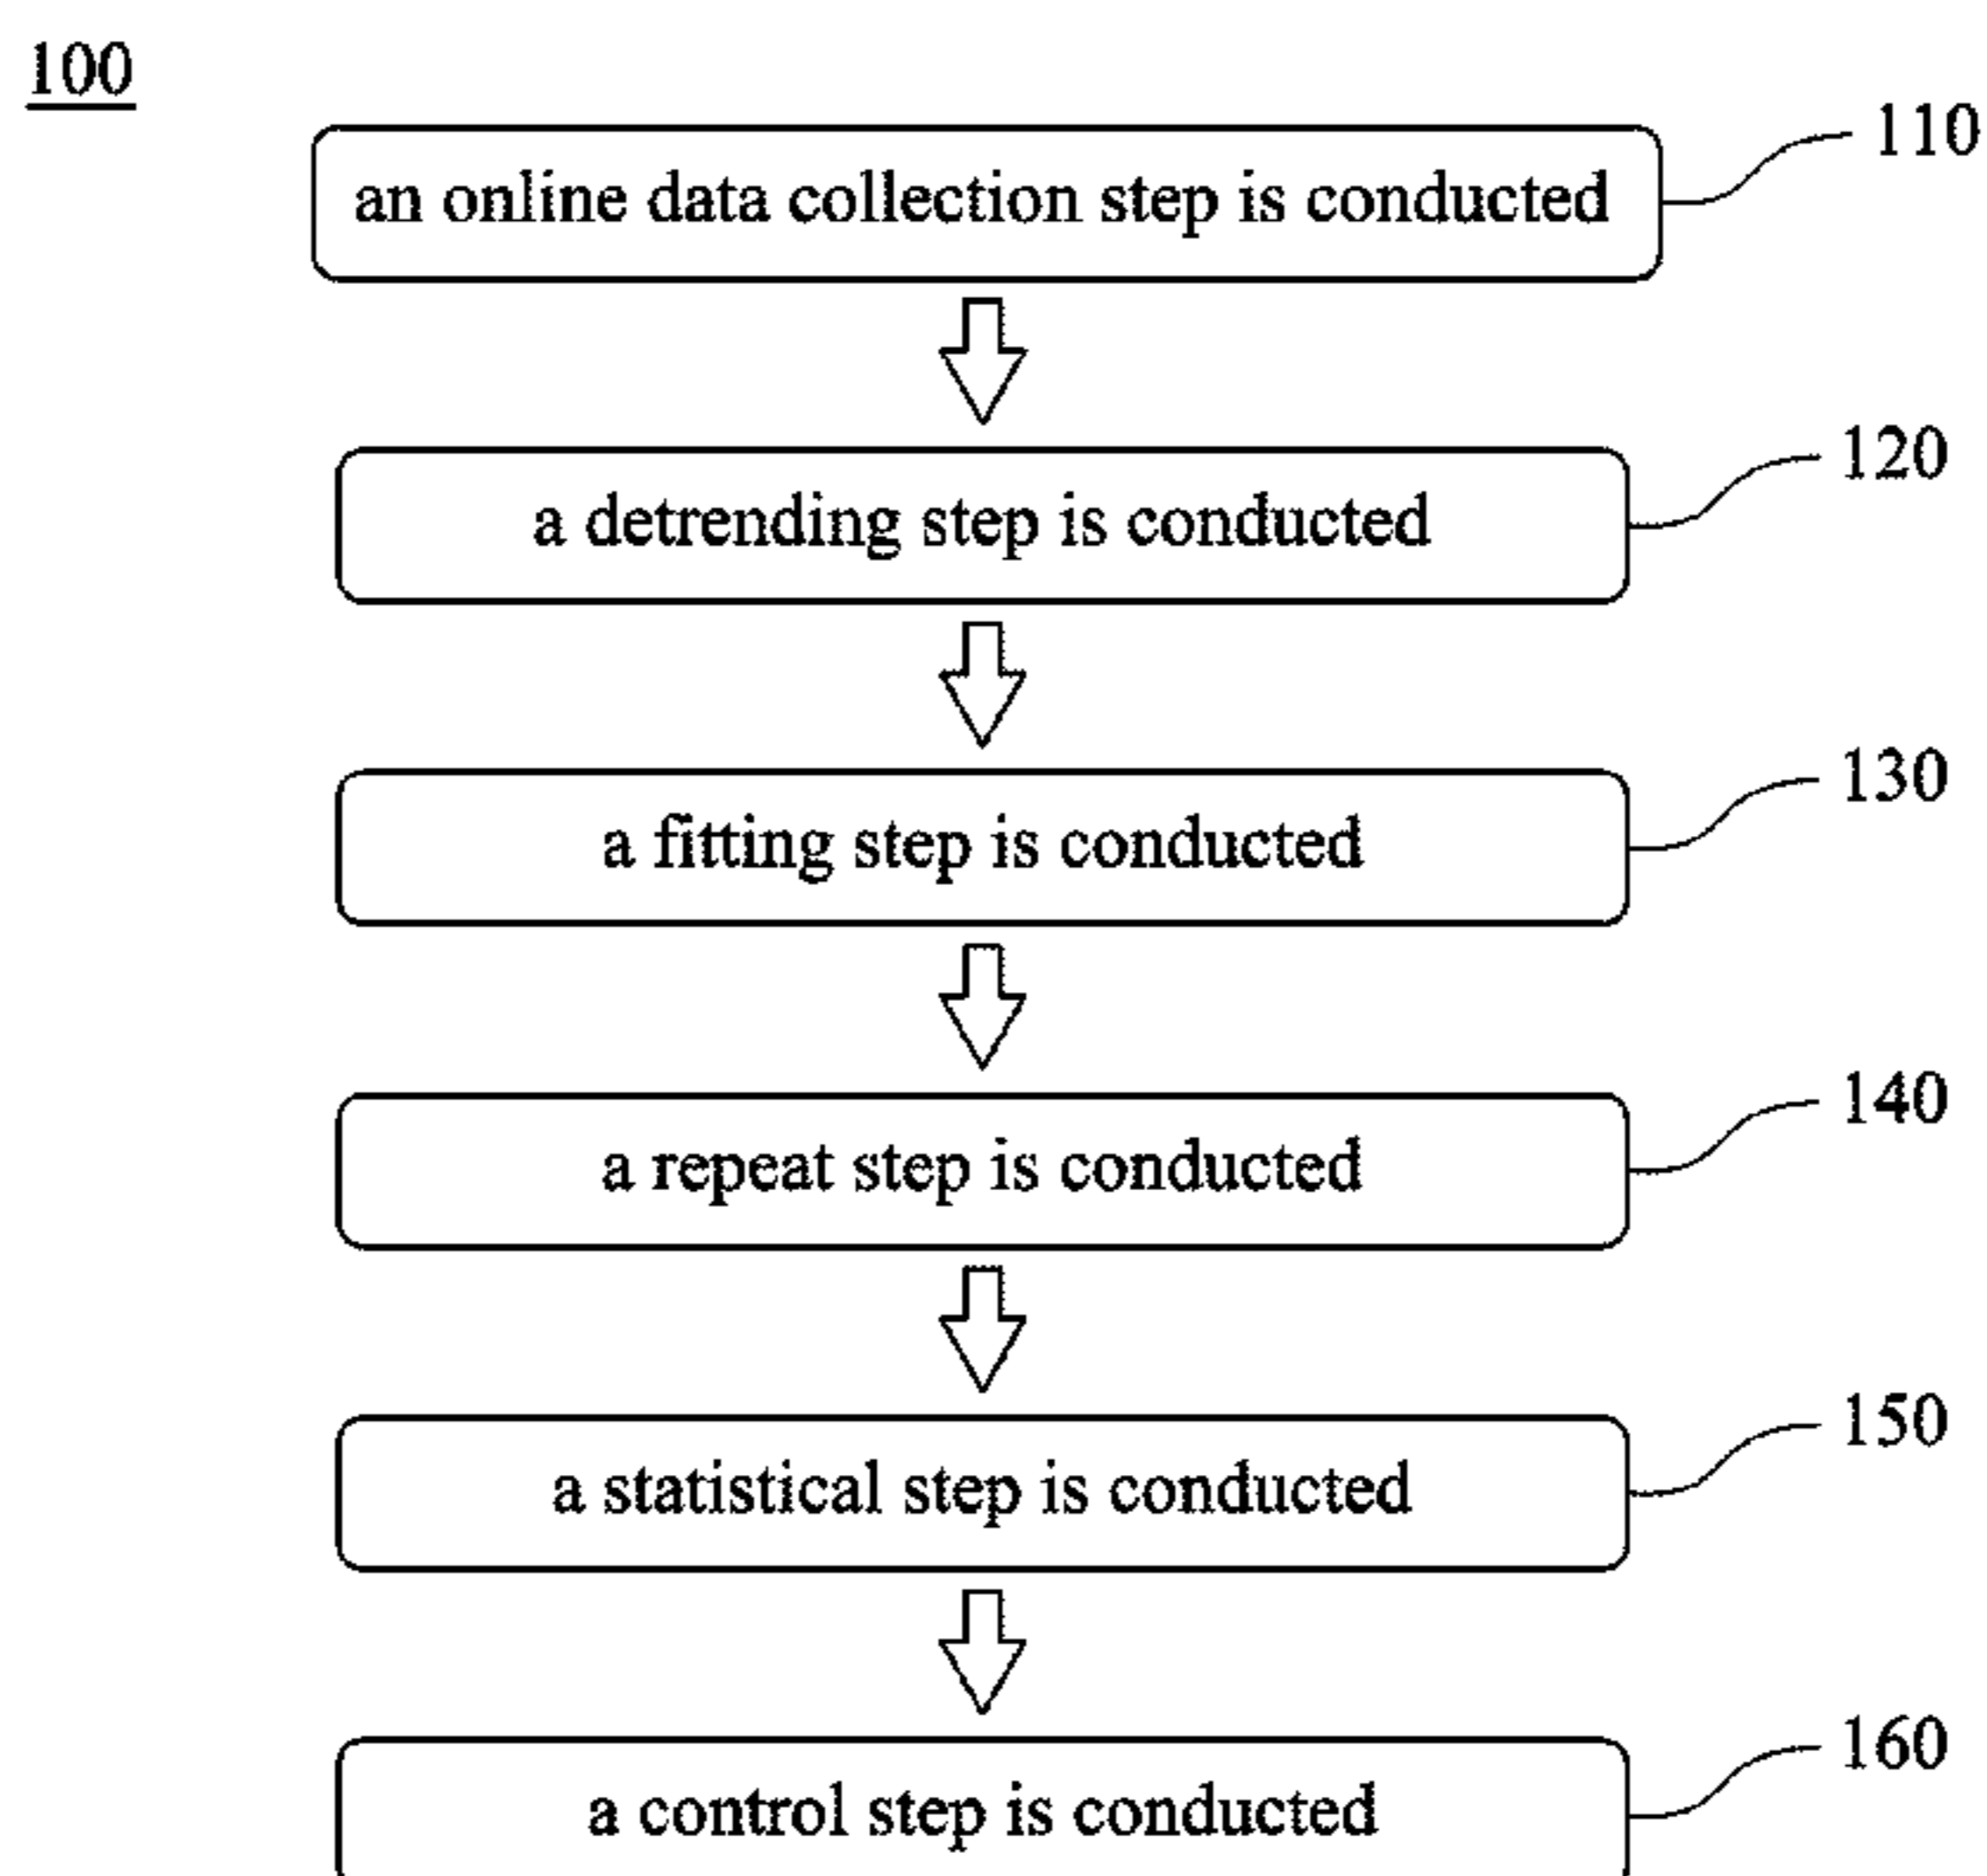 100
an online data collection step is conducted
110
a detrending step is conducted
120
a fitting step is conducted
130
a repeat step is conducted
140
a statistical step is conducted
150
a control step is conducted
160